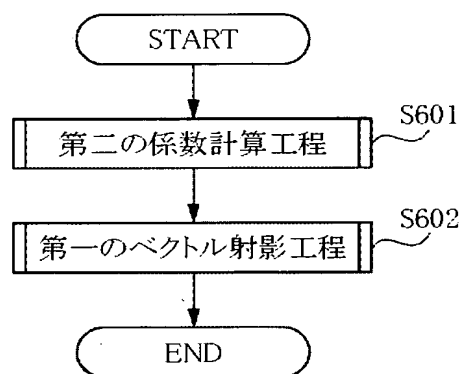 START
S601
第二の係数計算工程
S602
第一のベクトル射影工程
END